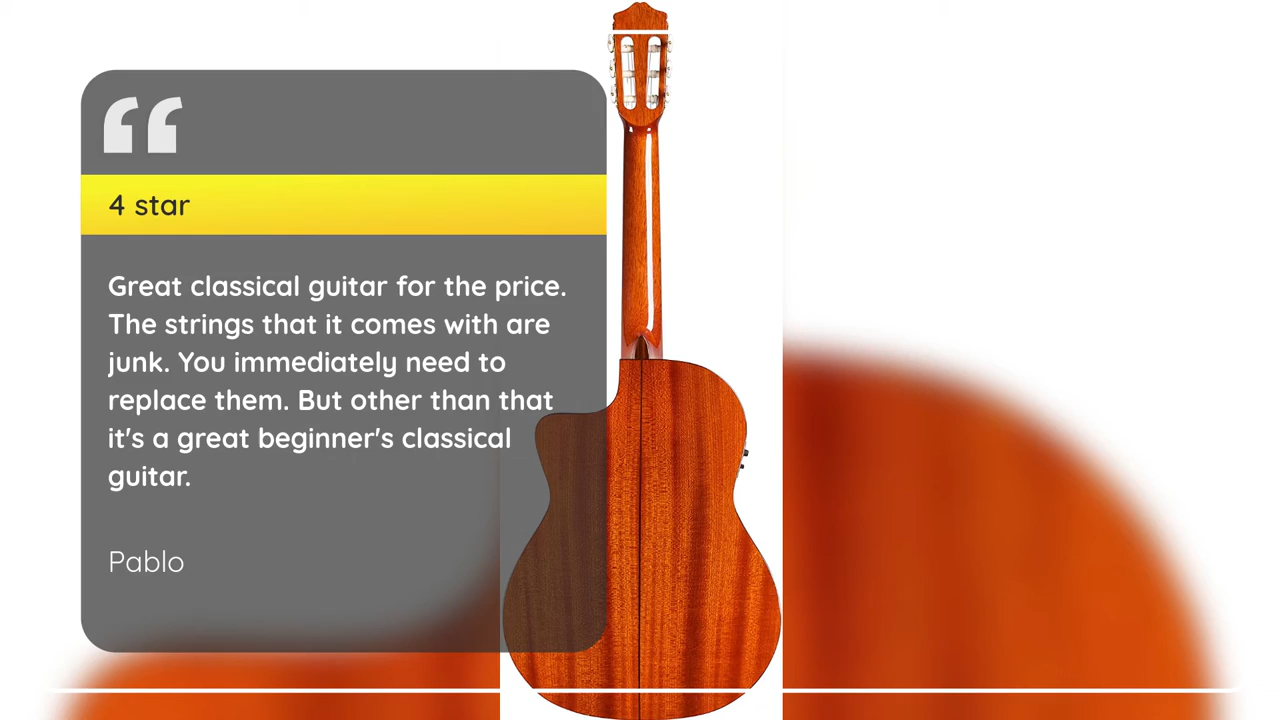 4 star
Great classical guitar for the price.
The strings that it comes with are
junk. You immediately need to
replace them. But other than that
it's a great beginner's classical
guitar.
Pablo